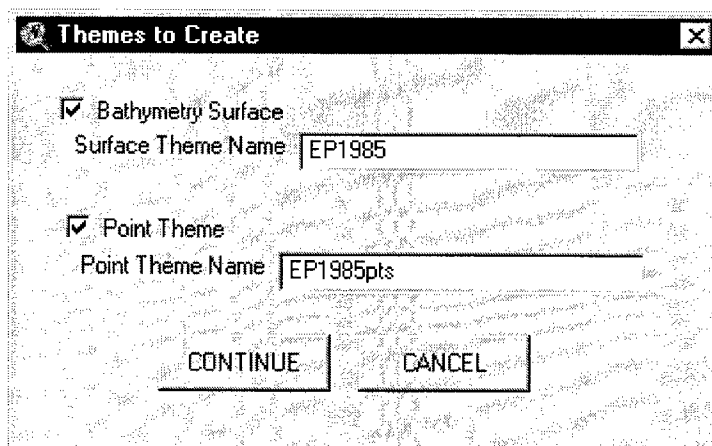 Themes to Create
Bathymetry Surface
Surface Theme Name EP1985
Point Theme
Point Theme Name EP1985pts
CONTINUE CANCEL